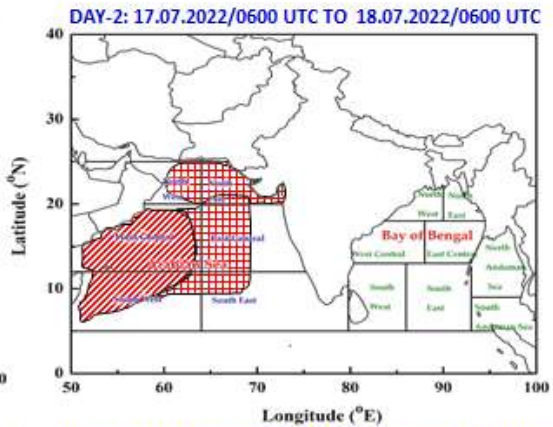 DAY-2: 17.07.2022/0600 UTC TO 18.07.2022/0600 UTC
40
30
20
10
0
0
50
60
70
80
90
100
Latitude (°N)
Longitude (°E)
West Central
East Central
South East
North West
North East
Bay of Bengal
West Central
East Central
South West
South East
North Andaman Sea
South Andaman Sea